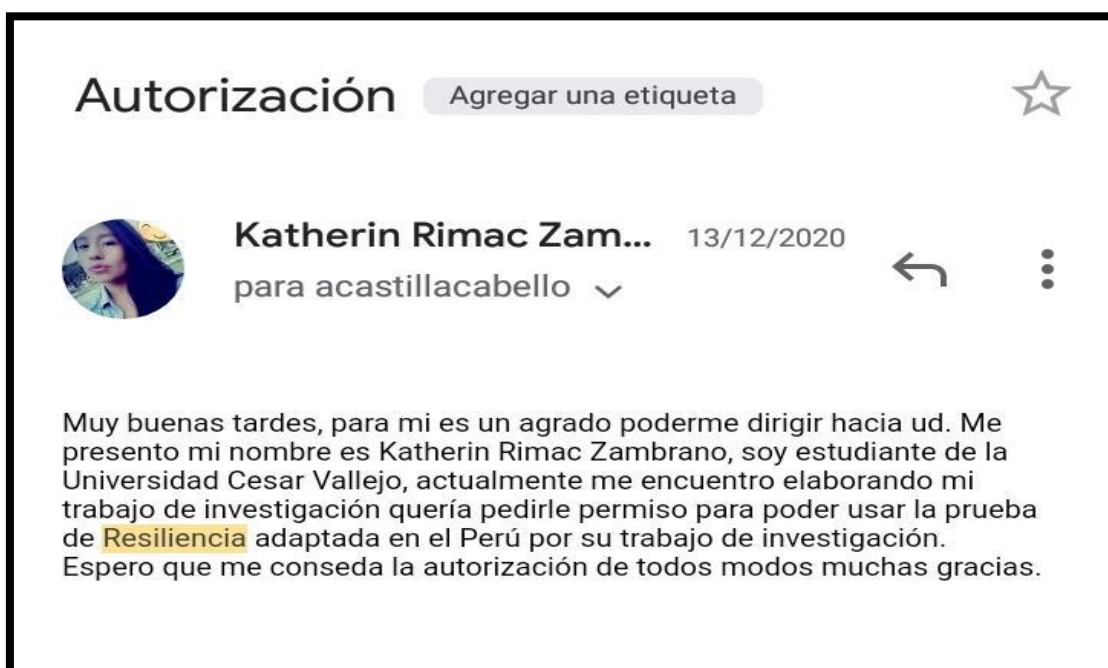 Autorización Agregar una etiqueta
Katherin Rimac Zam... 13/12/2020
para acastillacabello
Muy buenas tardes, para mi es un agrado poderme dirigir hacia ud. Me
presento mi nombre es Katherin Rimac Zambrano, soy estudiante de la
Universidad Cesar Vallejo, actualmente me encuentro elaborando mi
trabajo de investigación quería pedirle permiso para poder usar la prueba
de Resiliencia adaptada en el Perú por su trabajo de investigación.
Espero que me conseda la autorización de todos modos muchas gracias.